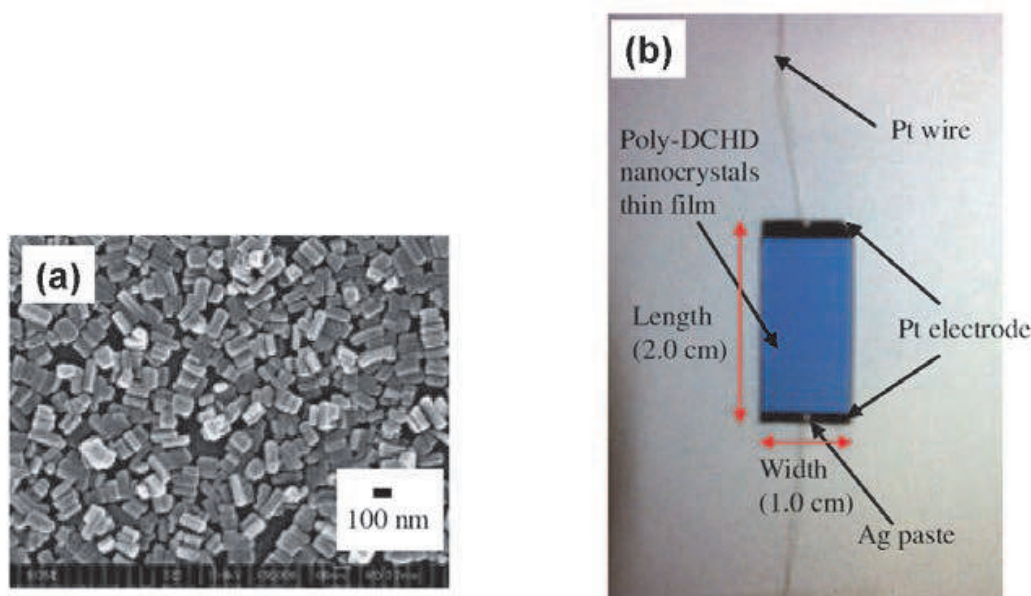 (a)
100 nm
(b)
Pt wire
Poly-DCHD
nanocrystals
thin film
Length
(2.0 cm)
Pt electrode
Width
(1.0 cm)
Ag paste